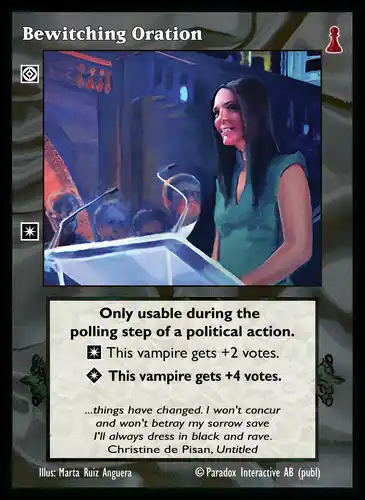 Bewitching Oration
Only usable during the
polling step of a political action.
This vampire gets +2 votes.
This vampire gets +4 votes.
...things have changed. I won't concur
and won't betray my sorrow save
I'll always dress in black and rave.
Christine de Pisan, Untitled
Illus: Marta Ruiz Anguera © Paradox Interactive AB (publ)